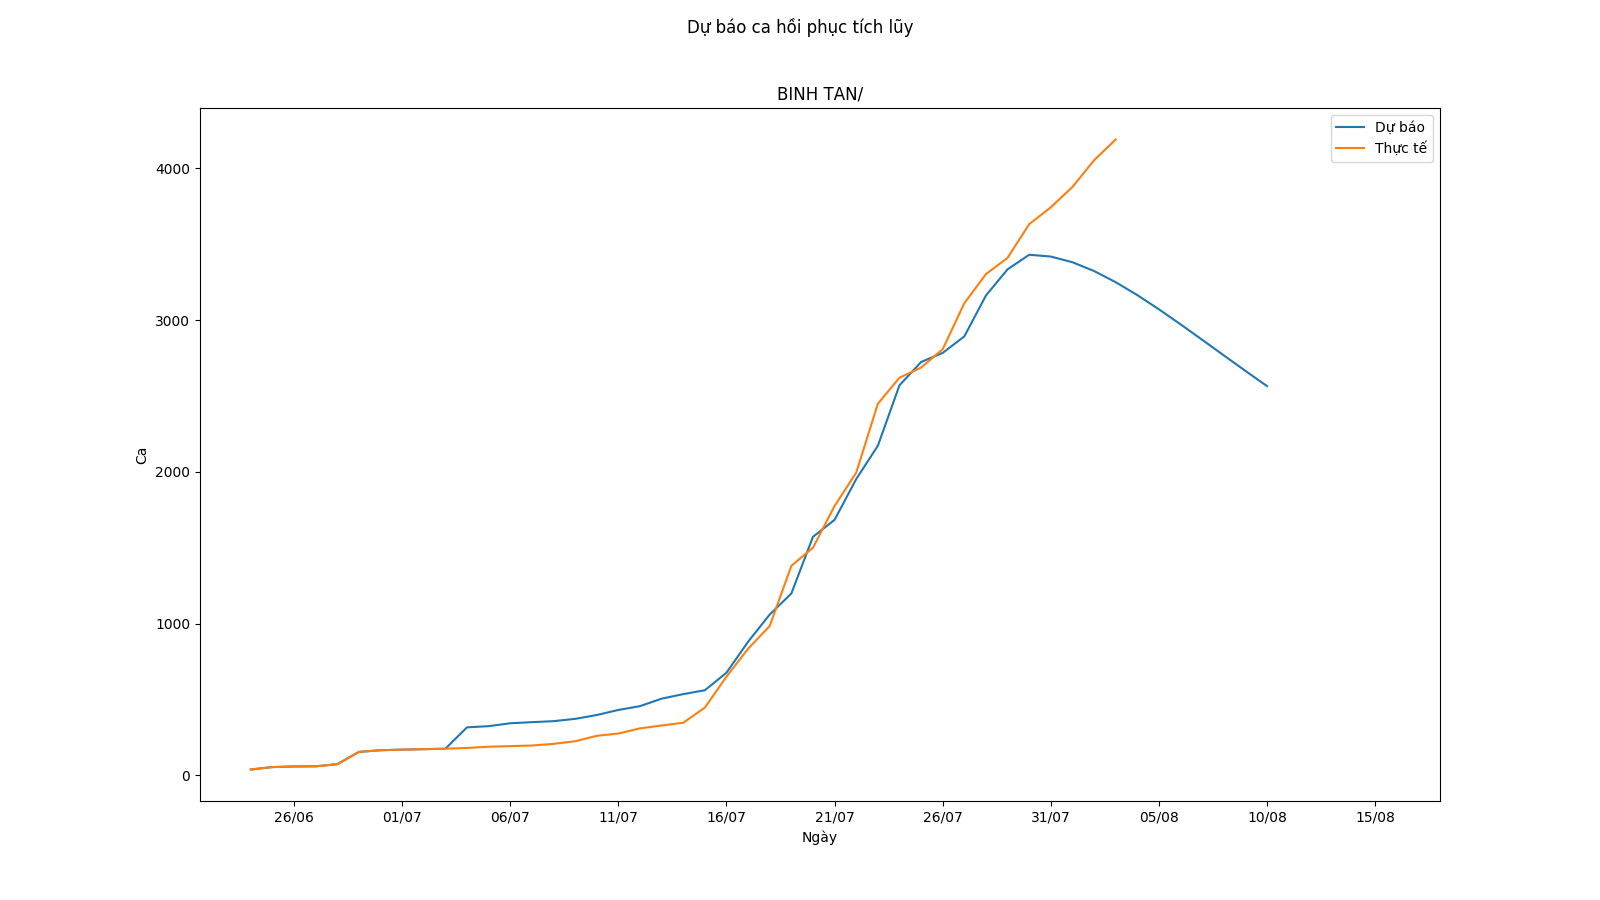 Dự báo ca hồi phục tích lũy
BINH TAN/
Dự báo
Thực tế
4000
3000
2000
1000
0
Ca
26/06 01/07 06/07 11/07 16/07 21/07 26/07 31/07 05/08 10/08 15/08
Ngày